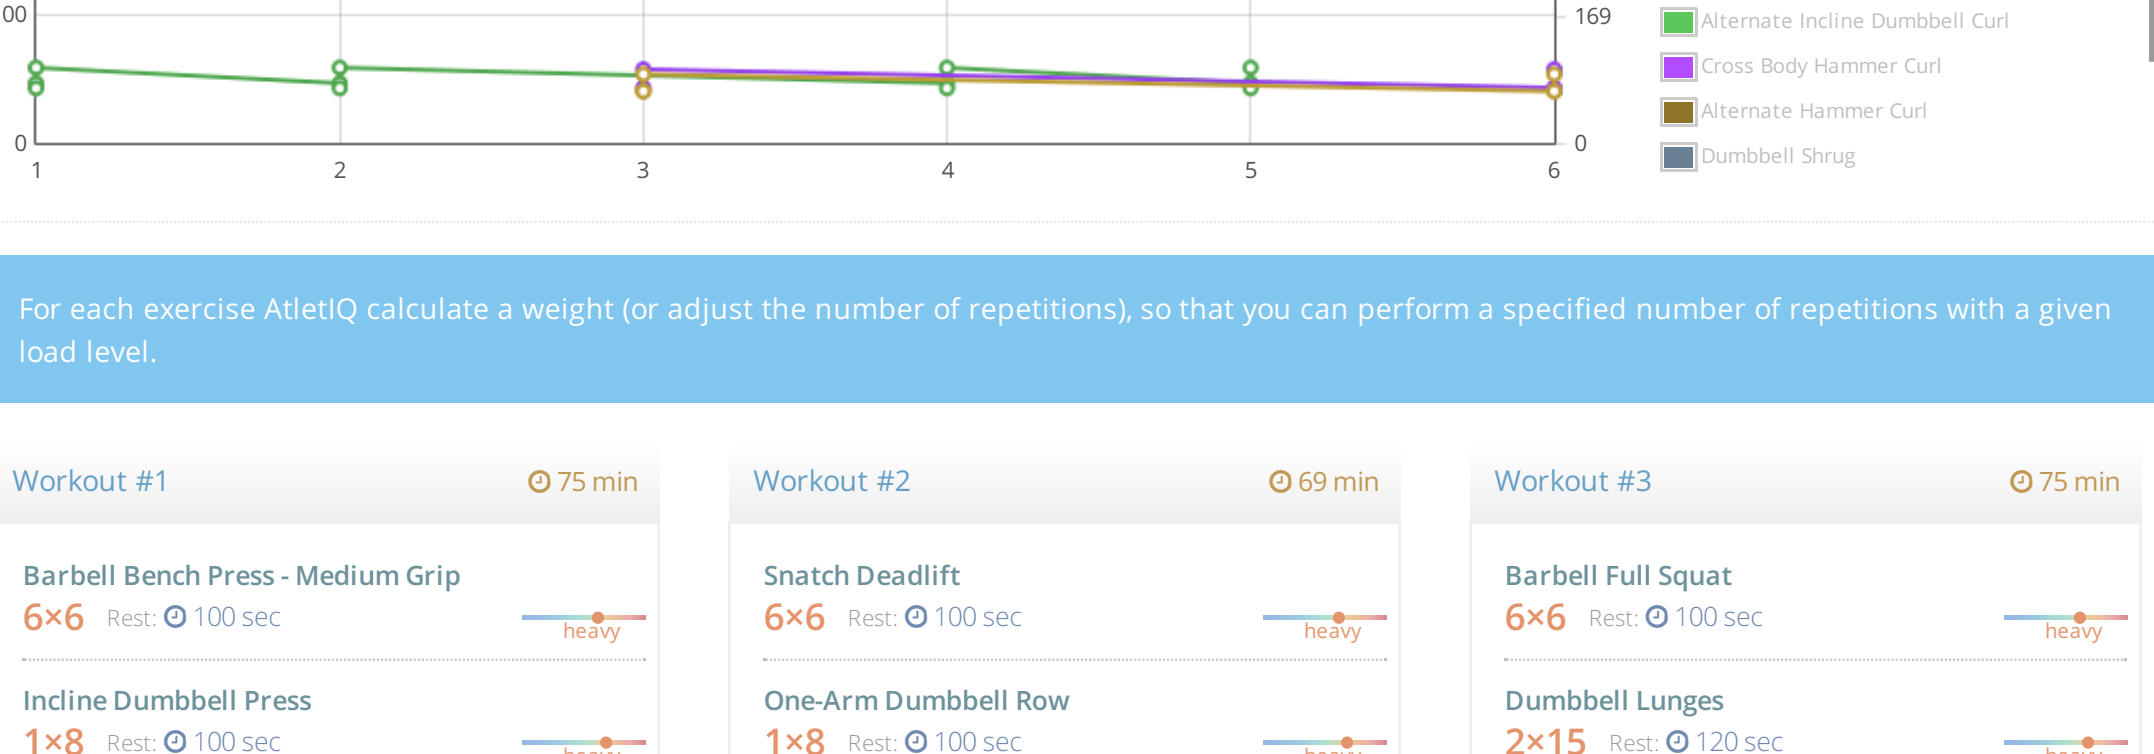 00
169
Alternate Incline Dumbbell Curl
Cross Body Hammer Curl
Alternate Hammer Curl
0
0
Dumbbell Shrug
1 2 3 4 5 6
For each exercise AtletIQ calculate a weight (or adjust the number of repetitions), so that you can perform a specified number of repetitions with a given
load level.
Workout #1
75 min
Barbell Bench Press - Medium Grip
6×6 Rest: 100 sec
heavy
Incline Dumbbell Press
1×8 Rest: 100 sec
Workout #2
69 min
Snatch Deadlift
6×6 Rest: 100 sec
heavy
One-Arm Dumbbell Row
1×8 Rest: 100 sec
Workout #3
75 min
Barbell Full Squat
6×6 Rest: 100 sec
heavy
Dumbbell Lunges
2×15 Rest: 120 sec